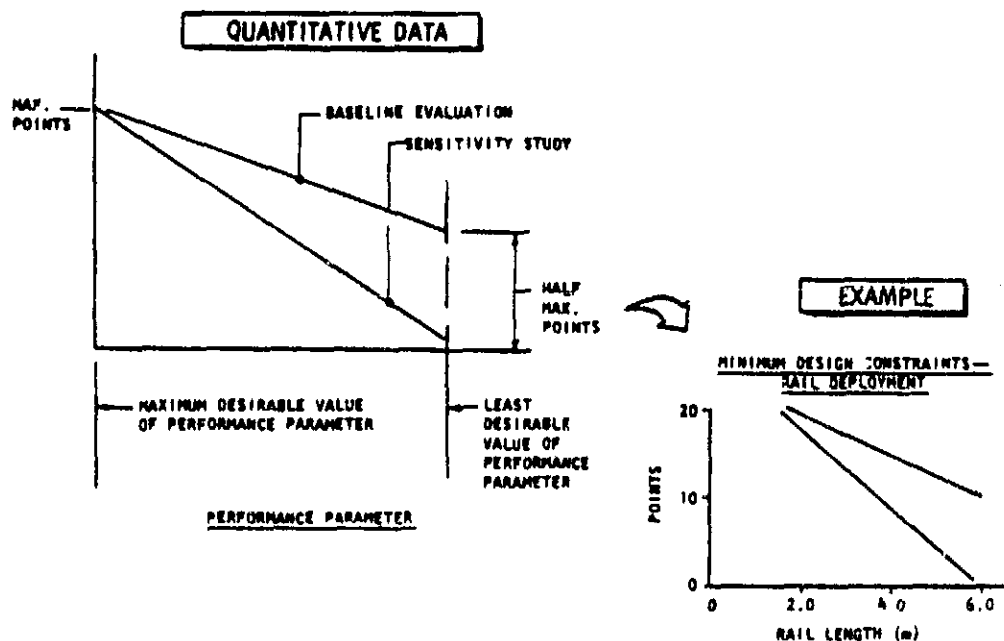 QUANTITATIVE DATA
MAX.
POINTS
BASELINE EVALUATION
SENSITIVITY STUDY
HALF
MAX.
POINTS
MAXIMUM DESIRABLE VALUE
OF PERFORMANCE PARAMETER
LEAST
DESIRABLE
VALUE OF
PERFORMANCE
PARAMETER
PERFORMANCE PARAMETER
EXAMPLE
MINIMUM DESIGN CONSTRAINTS—
RAIL DEPLOYMENT
20
10
0
POINTS
0 2.0 4.0 6.0
RAIL LENGTH (m)